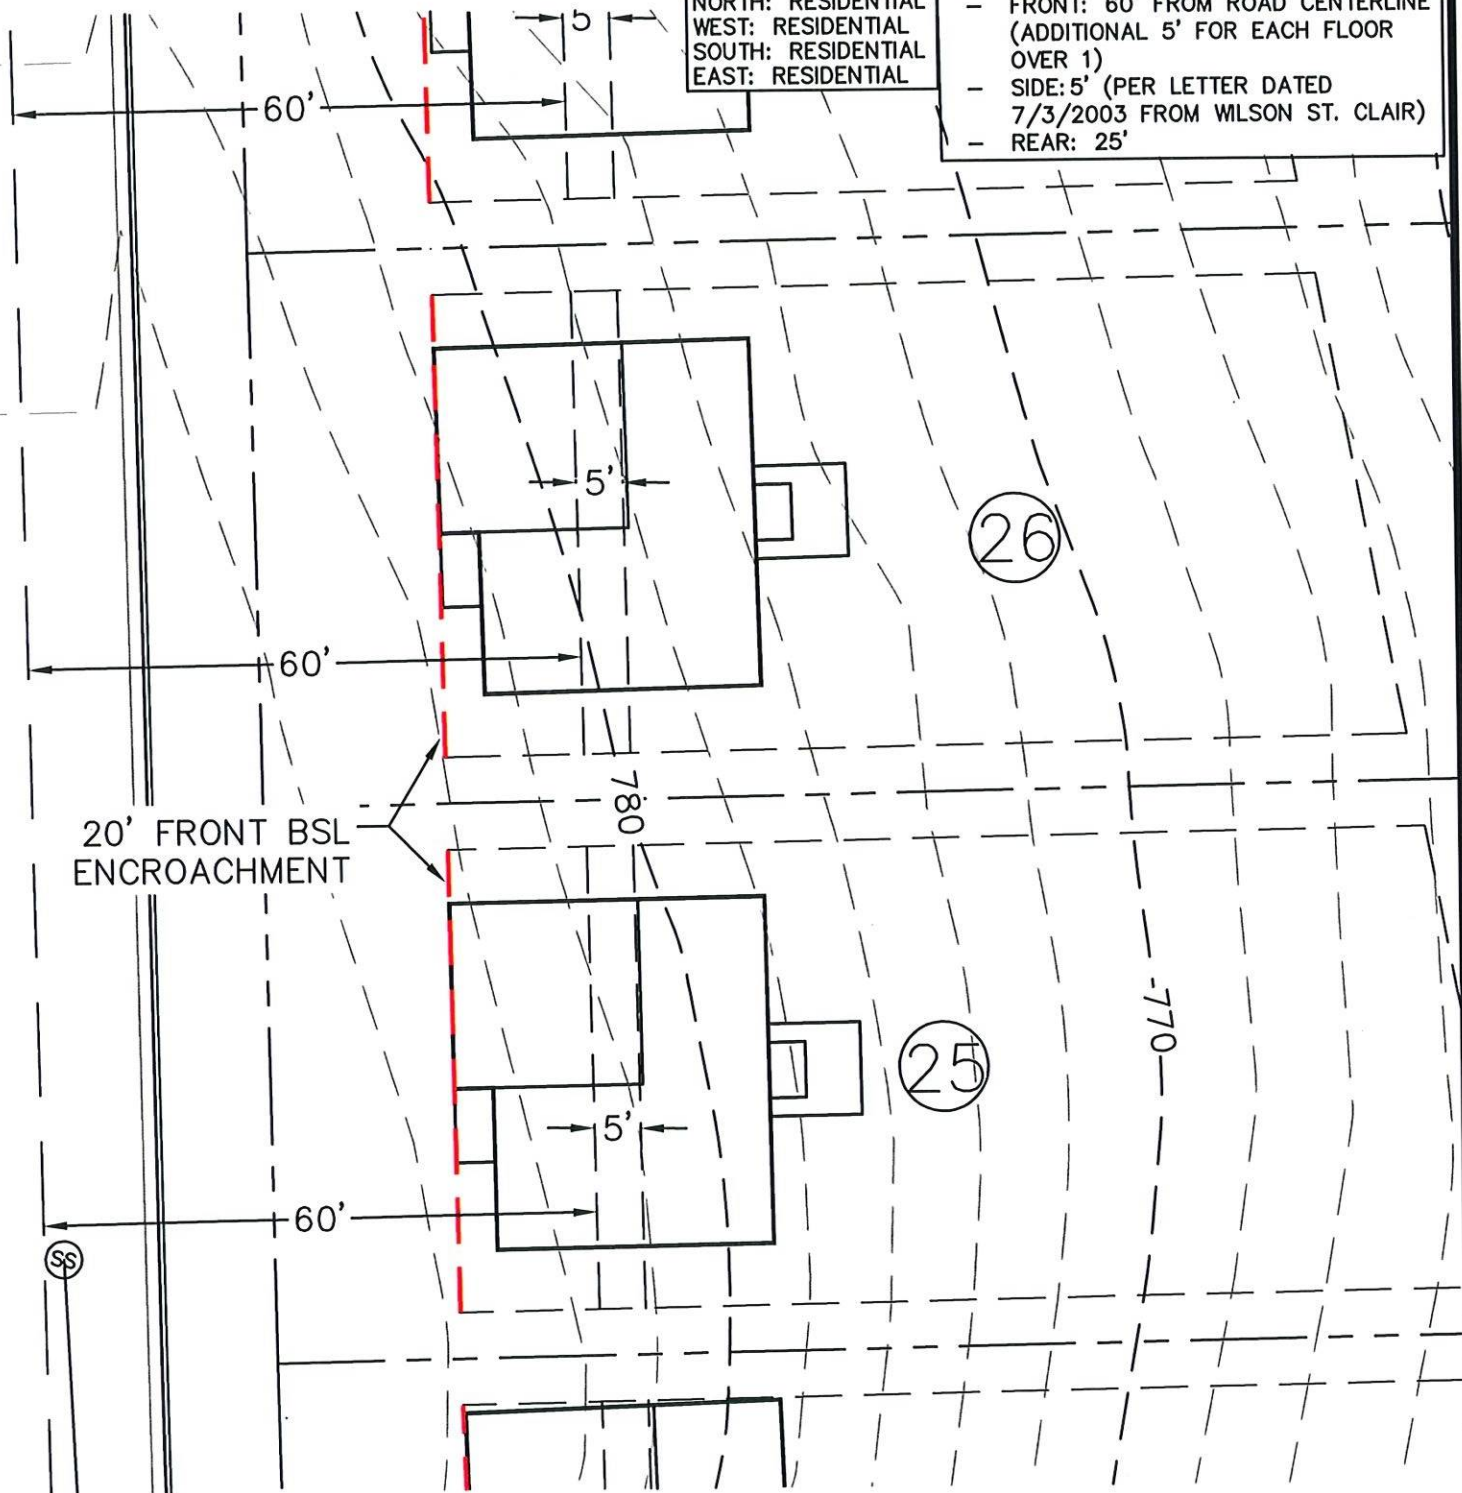 5'
NORTH: RESIDENTIAL
WEST: RESIDENTIAL
SOUTH: RESIDENTIAL
EAST: RESIDENTIAL
- FRONT: 60' FROM ROAD CENTERLINE
(ADDITIONAL 5' FOR EACH FLOOR
OVER 1)
- SIDE: 5' (PER LETTER DATED
7/3/2003 FROM WILSON ST. CLAIR)
- REAR: 25'
60'
5'
26
60'
780
20' FRONT BSL
ENCROACHMENT
770
25
5'
60'
SS